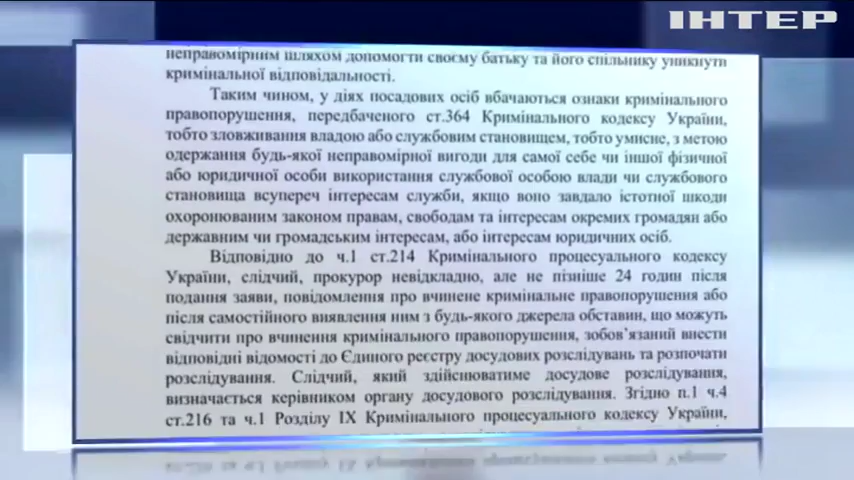 ІНТЕР
неправомірним шляхом допомогти своєму батьку та його спільнику уникнути
кримінальної відповідальності.
Таким чином, у діях посадових осіб вбачаються ознаки кримінального
правопорушення, передбаченого ст.364 Кримінального кодексу України,
тобто зловживання владою або службовим становищем, тобто умисне, з метою
одержання будь-якої неправомірної вигоди для самої себе чи іншої фізичної
або юридичної особи використання службової особою влади чи службового
становища всупереч інтересам служби, якщо воно завдало істотної шкоди
охоронюваним законом правам, свободам та інтересам окремих громадян або
державним чи громадським інтересам, або інтересам юридичних осіб.
Відповідно до ч.1 ст.214 Кримінального процесуального кодексу
України, слідчий, прокурор невідкладно, але не пізніше 24 годин після
подання заяви, повідомлення про вчинене кримінальне правопорушення або
після самостійного виявлення ним з будь-якого джерела обставин, що можуть
свідчити про вчинення кримінального правопорушення, зобов’язаний внести
відповідні відомості до Єдиного реєстру досудових розслідувань та розпочати
розслідування. Слідчий, який здійснюватиме досудове розслідування,
визначається керівником органу досудового розслідування. Згідно п.1 ч.4
ст.216 та ч.1 Розділу IX Кримінального процесуального кодексу України,